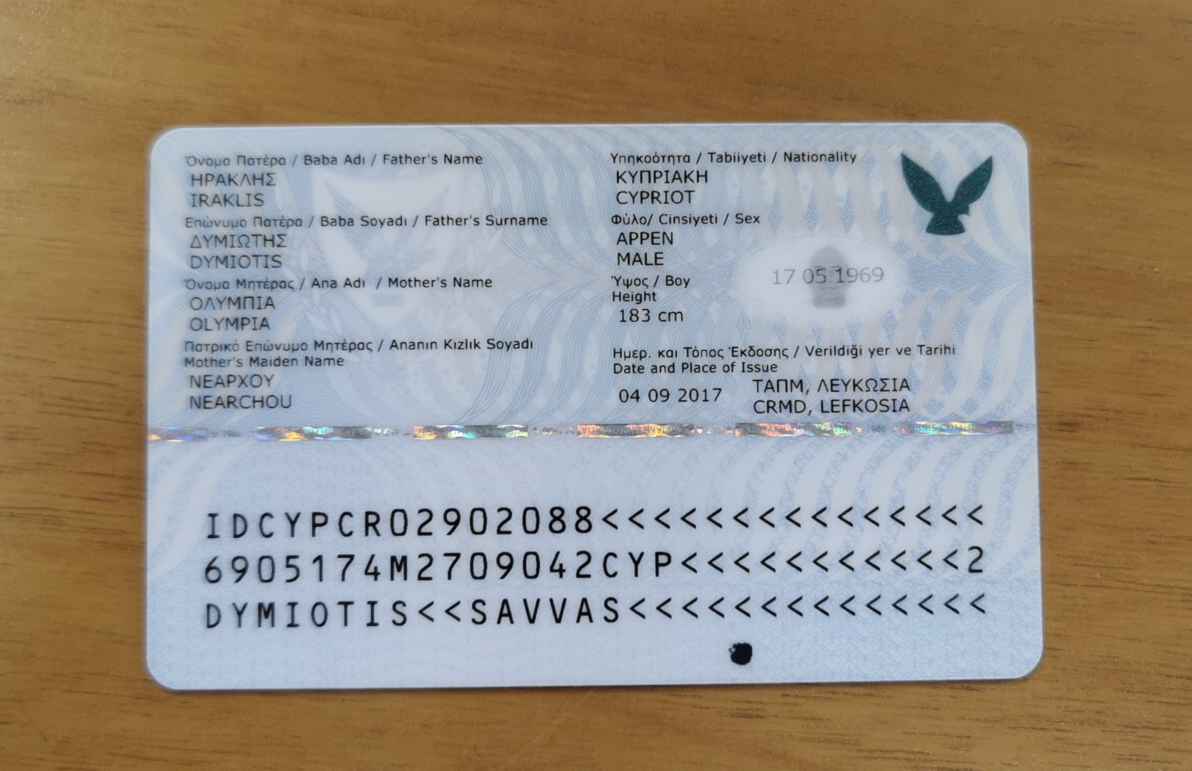 Όνομα Πατέρα / Baba Adı / Father's Name
ΗΡΑΚΛΗΣ
IRAKLIS
Επώνυμο Πατέρα / Baba Soyadı / Father's Surname
ΔΥΜΙΩΤΗΣ
DYMIOTIS
Όνομα Μητέρας / Ana Adı / Mother's Name
ΟΛΥΜΠΙΑ
OLYMPIA
Πατρικό Επώνυμο Μητέρας / Ananın Kızlık Soyadı
Mother's Maiden Name
ΝΕΑΡΧΟΥ
NEARCHOU
Υπηκοότητα / Tabiiyeti / Nationality
ΚΥΠΡΙΑΚΗ
CYPRIOT
Φύλο/ Cinsiyeti / Sex
ΑΡΡΕΝ
MALE
Ύψος / Boy
Height
183 cm
17 05 1969
Ημερ. και Τόπος Έκδοσης / Verildiği yer ve Tarihi
Date and Place of Issue
04 09 2017
ΤΑΠΜ, ΛΕΥΚΩΣΙΑ
CRMD, LEFKOSIA
IDCYPCR02902088<<<<<<<<<<<<<<<
6905174M2709042CYP<<<<<<<<<<<2
DYMIOTIS<<SAVVAS<<<<<<<<<<<<<<